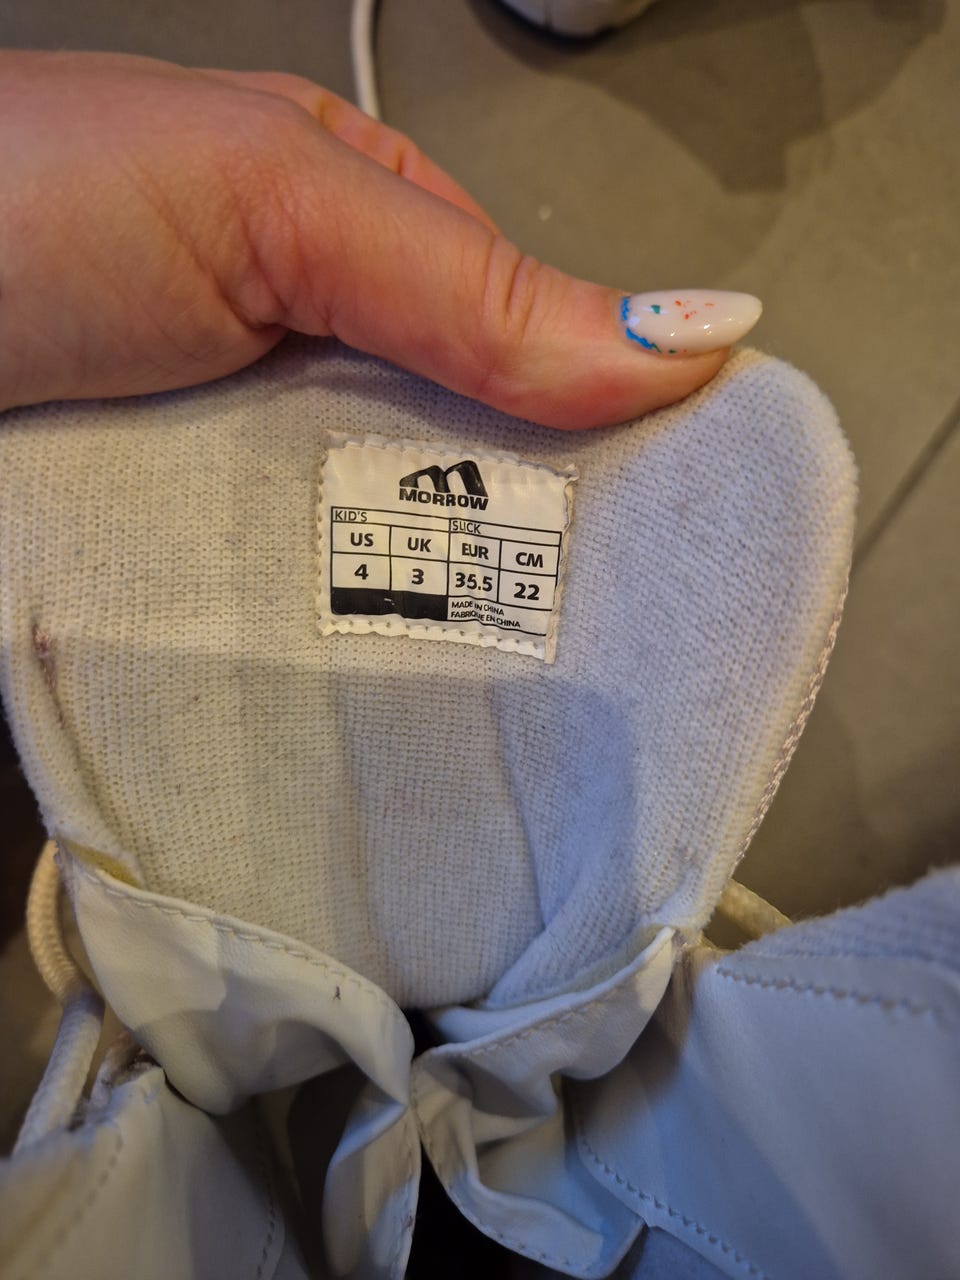 MORROW
KID'S SLICK
US UK EUR CM
4 3 35.5 22
MADE IN CHINA
FABRIQUE EN CHINA